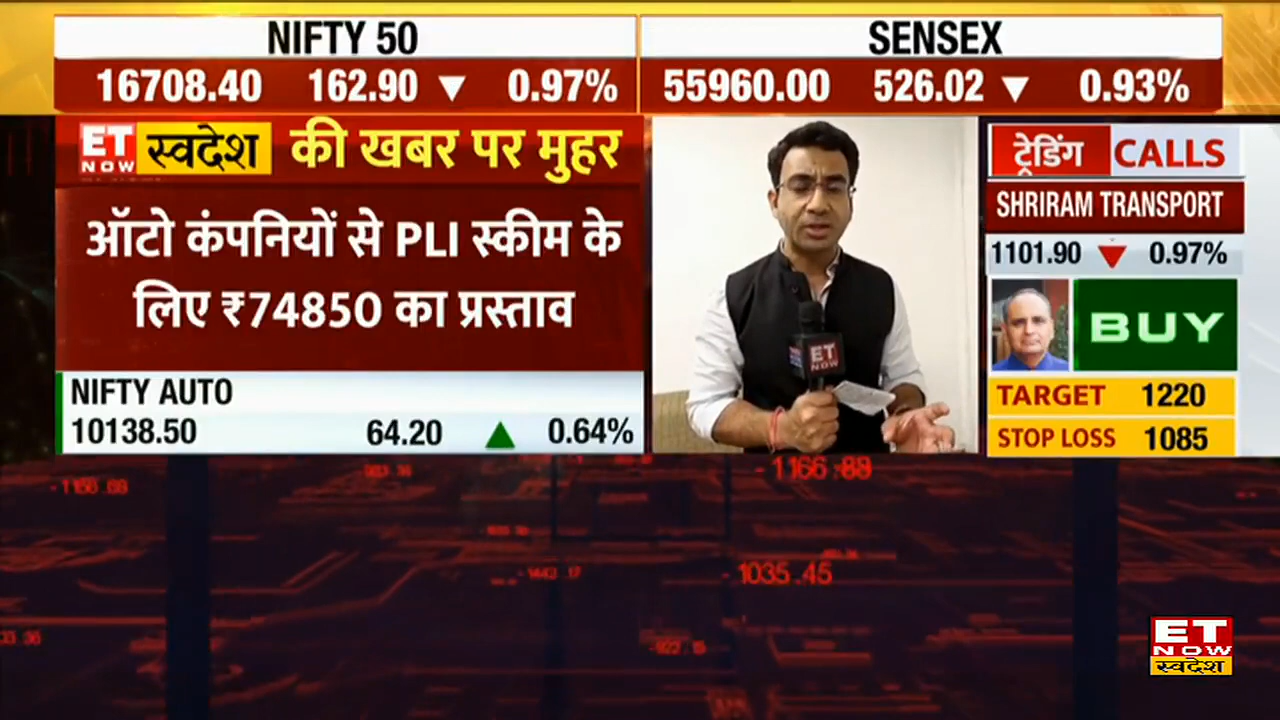 NIFTY 50
16708.40 162.90 ▼ 0.97%
SENSEX
55960.00 526.02 ▼ 0.93%
ET NOW स्वदेश की खबर पर मुहर
ऑटो कंपनियों से PLI स्कीम के
लिए ₹74850 का प्रस्ताव
NIFTY AUTO
10138.50 64.20 ▲ 0.64%
ET
NOW
ट्रेडिंग CALLS
SHRIRAM TRANSPORT
1101.90 ▼ 0.97%
BUY
TARGET 1220
STOP LOSS 1085
-1166.88
-1166.88
-1035.45
ET
NOW
स्वदेश